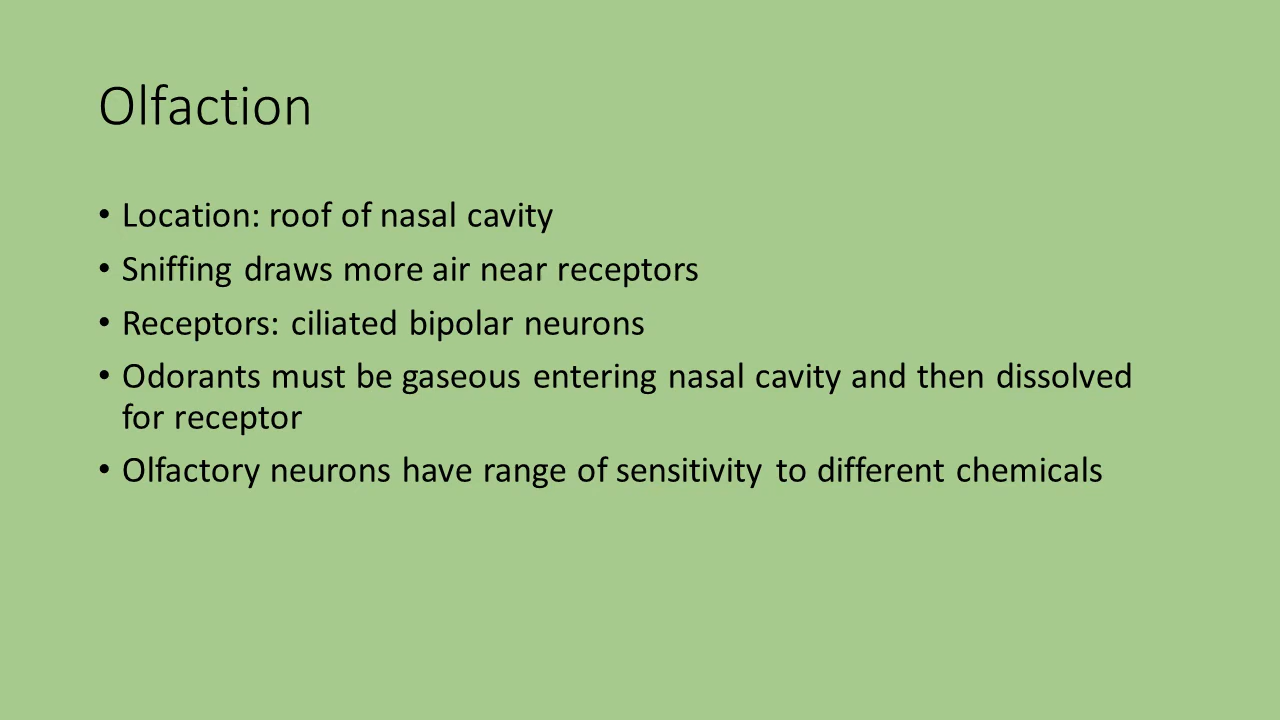 Olfaction
• Location: roof of nasal cavity
• Sniffing draws more air near receptors
• Receptors: ciliated bipolar neurons
• Odorants must be gaseous entering nasal cavity and then dissolved
for receptor
• Olfactory neurons have range of sensitivity to different chemicals